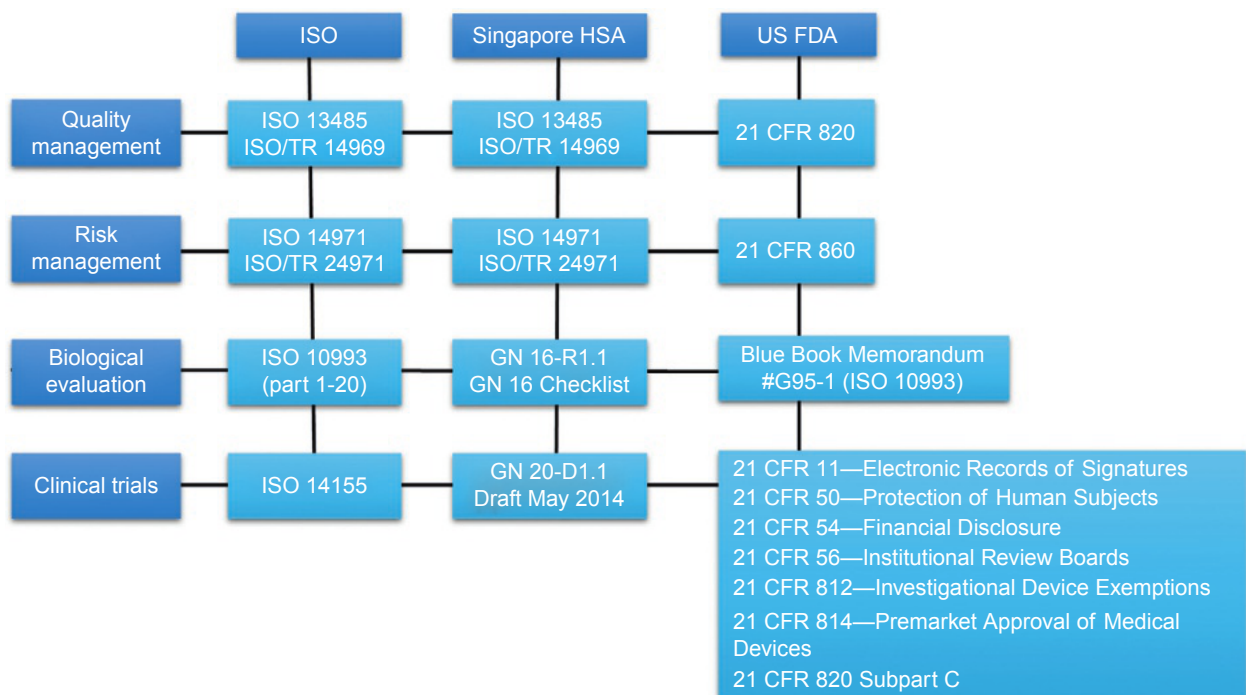 ISO
Singapore HSA
US FDA
Quality
management
ISO 13485
ISO/TR 14969
ISO 13485
ISO/TR 14969
21 CFR 820
Risk
management
ISO 14971
ISO/TR 24971
ISO 14971
ISO/TR 24971
21 CFR 860
Biological
evaluation
ISO 10993
(part 1-20)
GN 16-R1.1
GN 16 Checklist
Blue Book Memorandum
#G95-1 (ISO 10993)
Clinical trials
ISO 14155
GN 20-D1.1
Draft May 2014
21 CFR 11—Electronic Records of Signatures
21 CFR 50—Protection of Human Subjects
21 CFR 54—Financial Disclosure
21 CFR 56—Institutional Review Boards
21 CFR 812—Investigational Device Exemptions
21 CFR 814—Premarket Approval of Medical
Devices
21 CFR 820 Subpart C